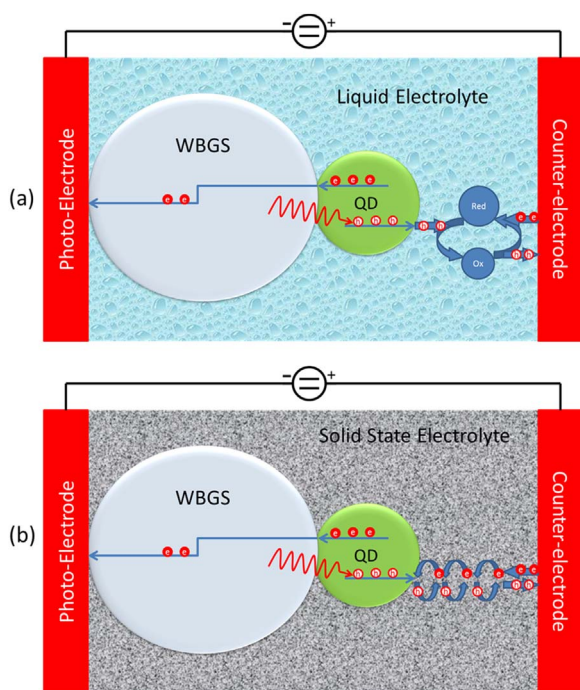 − +
(a)
Photo-Electrode
Liquid Electrolyte
WBGS
QD
e e
e e e
h h h
h h
Red
Ox
e e
h h
Counter-electrode
− +
(b)
Photo-Electrode
Solid State Electrolyte
WBGS
QD
e e
e e e
h h h
e e e
h h h
e e
h h
Counter-electrode